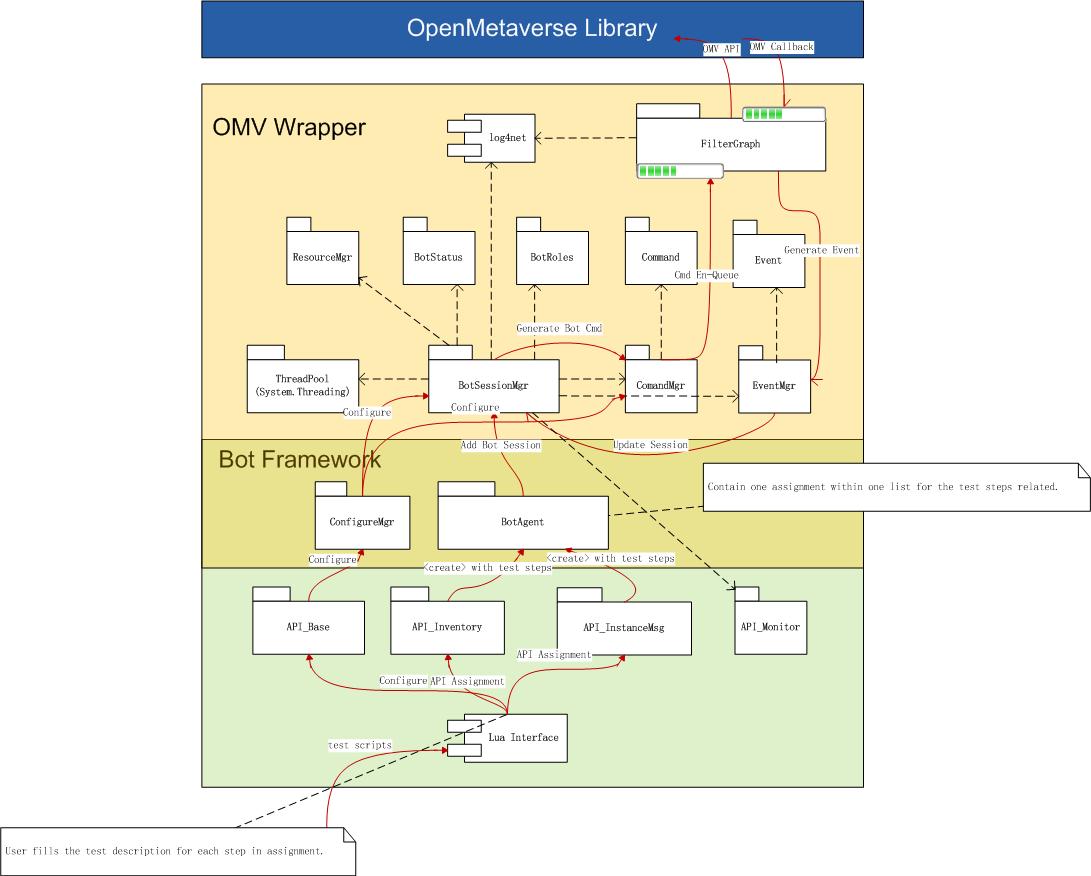 OpenMetaverse Library
OMV API
OMV Callback
OMV Wrapper
log4net
FilterGraph
ResourceMgr
BotStatus
BotRoles
Command
Event
Generate Event
Cmd En-Queue
Generate Bot Cmd
ThreadPool
(System.Threading)
BotSessionMgr
ComandMgr
EventMgr
Configure
Configure
Add Bot Session
Update Session
Bot Framework
Contain one assignment within one list for the test steps related.
ConfigureMgr
BotAgent
Configure
<create> with test steps
<create> with test steps
API_Base
API_Inventory
API_InstanceMsg
API_Monitor
API Assignment
Configure
API Assignment
Lua Interface
test scripts
User fills the test description for each step in assignment.